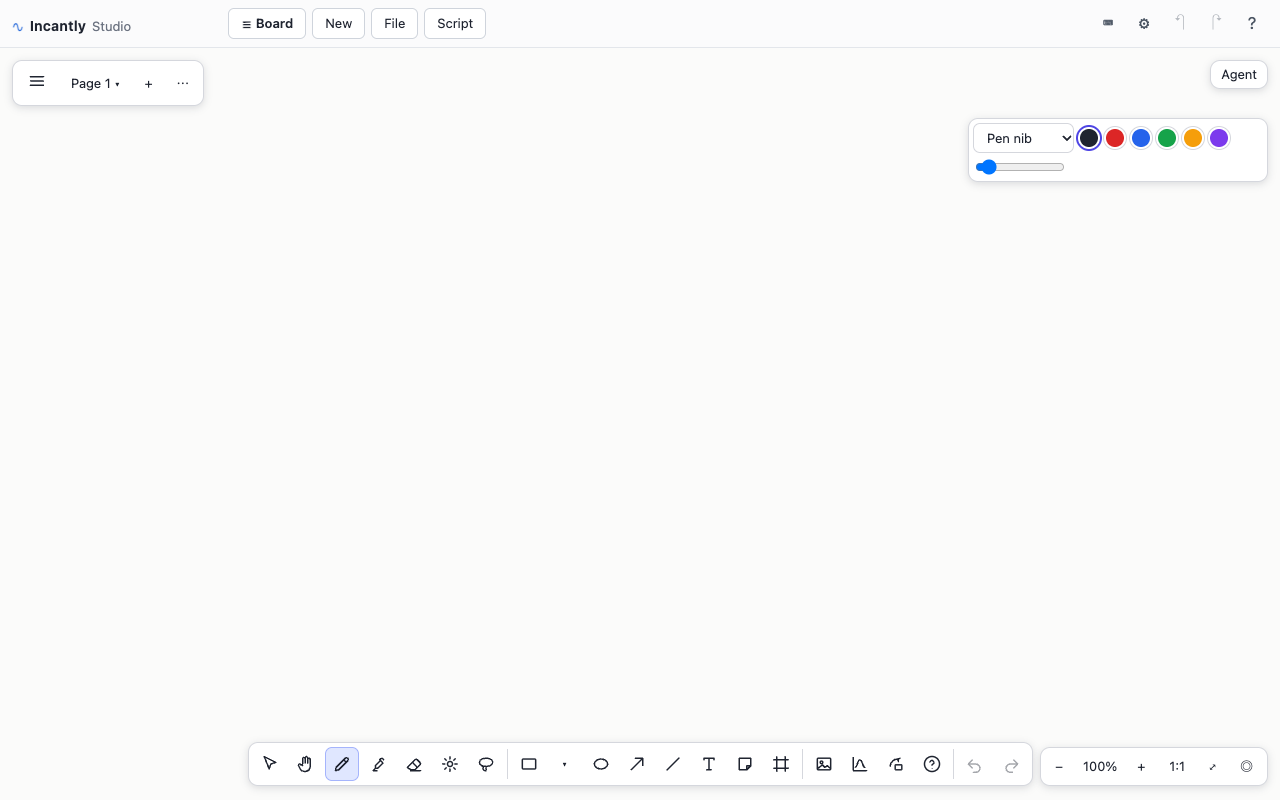 Incantly Studio
Board
New
File
Script
?
Page 1
+
...
Agent
Pen nib
−
100%
+
1:1